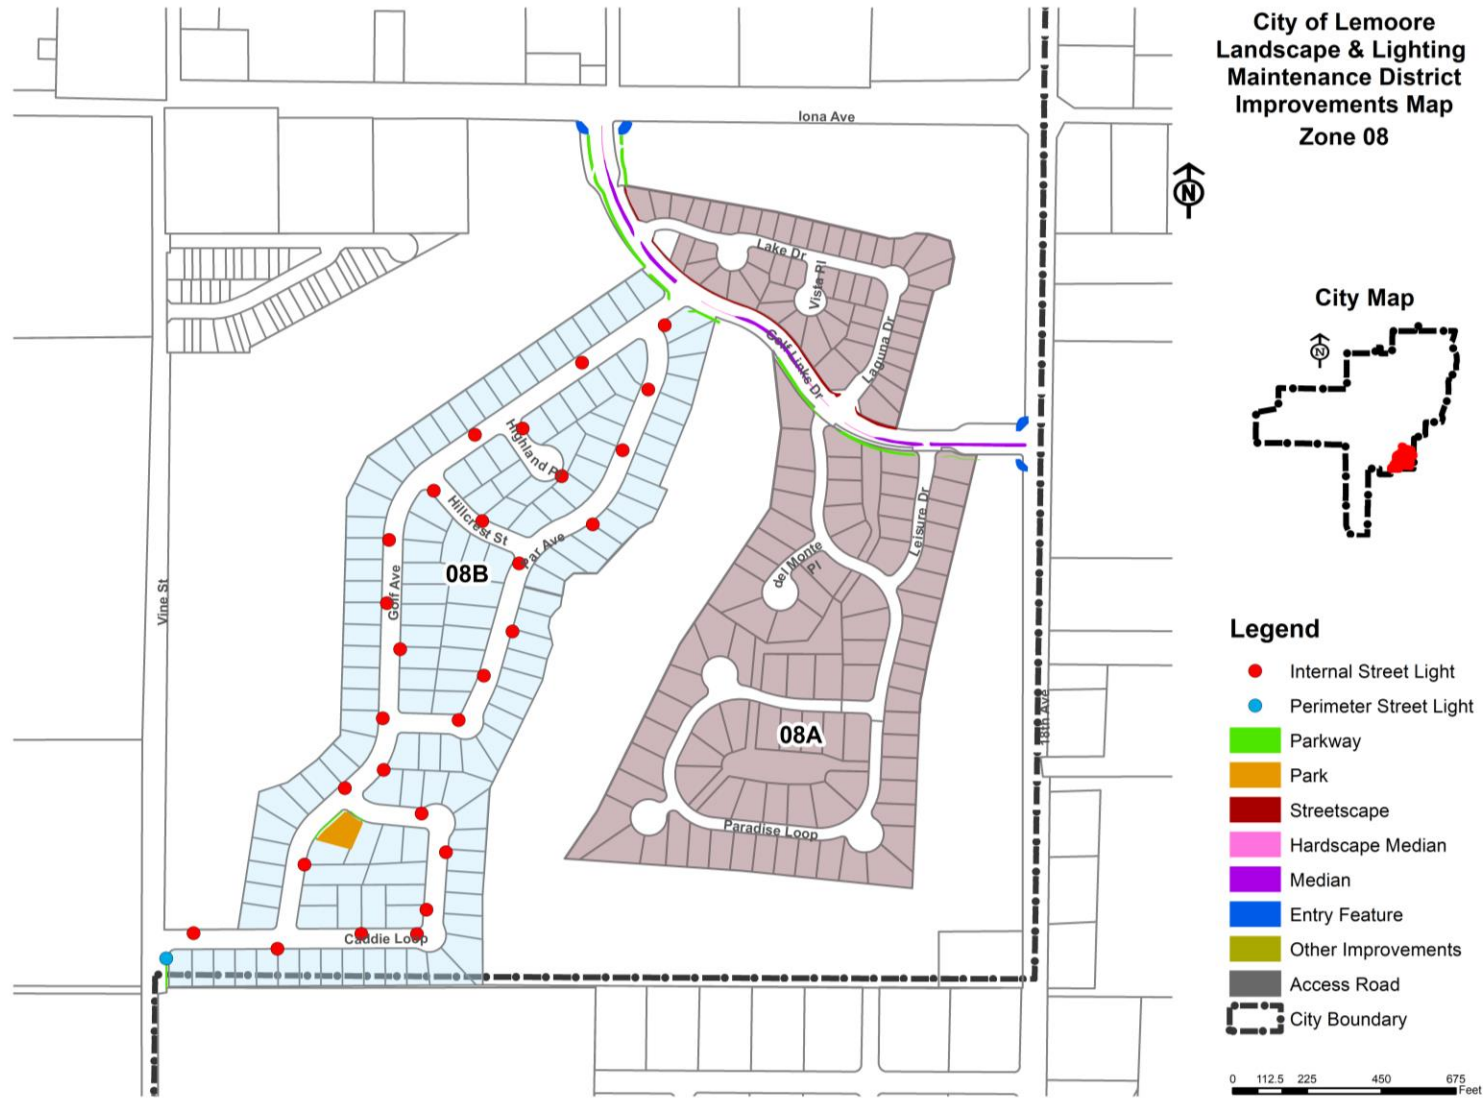 City of Lemoore
Landscape & Lighting
Maintenance District
Improvements Map
Zone 08
Iona Ave
N
Lake Dr
Vista Pl
City Map
N
Golf Links Dr
Laguna Dr
Highland P
Hillcrest St
Par Ave
Leisure Dr
del Monte
Pl
08B
Golf Ave
Vine St
Legend
Internal Street Light
Perimeter Street Light
Parkway
Park
Streetscape
Hardscape Median
Median
Entry Feature
Other Improvements
Access Road
City Boundary
18th Ave
08A
Paradise Loop
Caddie Loop
0 112.5 225 450 675
Feet